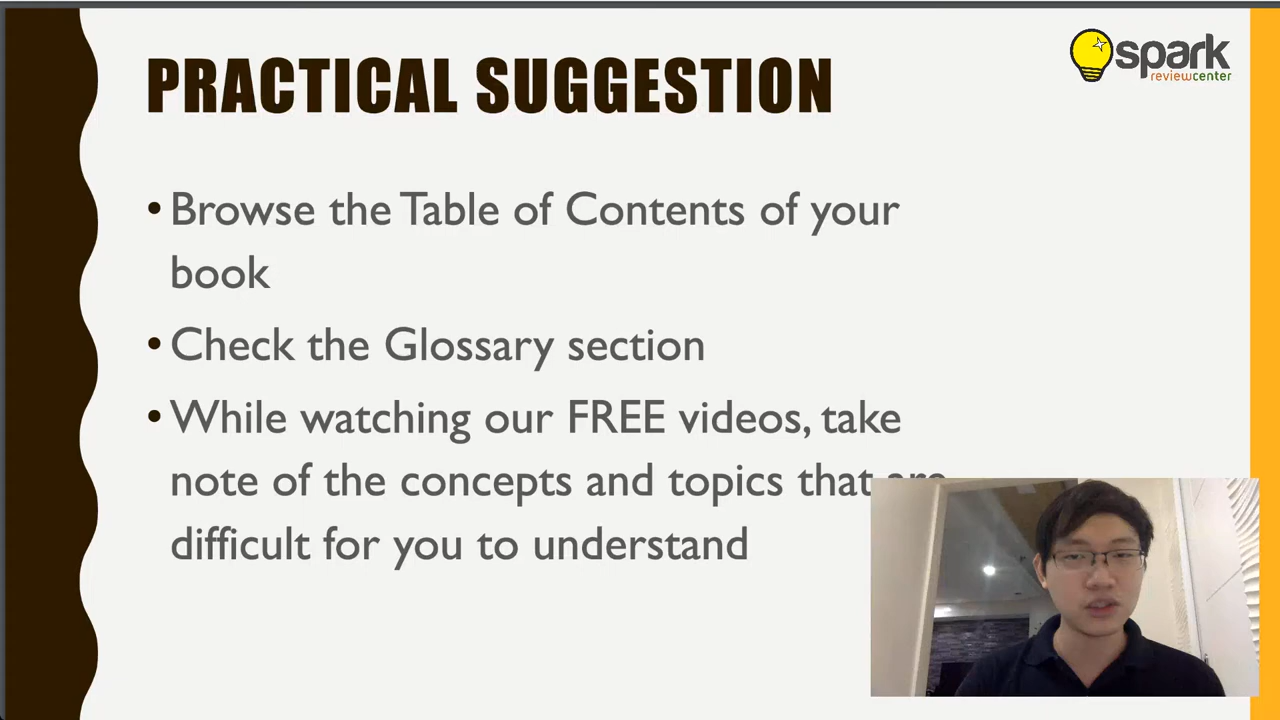 PRACTICAL SUGGESTION
spark
reviewcenter
• Browse the Table of Contents of your
book
• Check the Glossary section
• While watching our FREE videos, take
note of the concepts and topics that are
difficult for you to understand